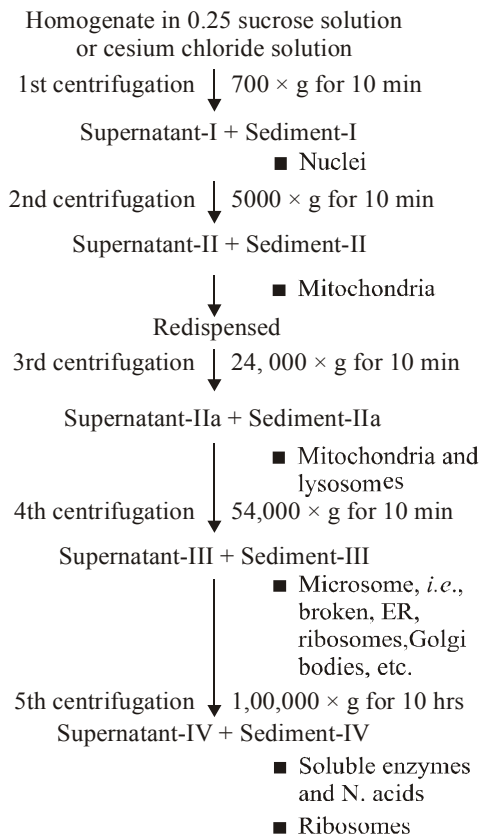 Homogenate in 0.25 sucrose solution
or cesium chloride solution
1st centrifugation 700 × g for 10 min
Supernatant-I + Sediment-I
■ Nuclei
2nd centrifugation 5000 × g for 10 min
Supernatant-II + Sediment-II
■ Mitochondria
Redispensed
3rd centrifugation 24, 000 × g for 10 min
Supernatant-IIa + Sediment-IIa
■ Mitochondria and
lysosomes
4th centrifugation 54,000 × g for 10 min
Supernatant-III + Sediment-III
■ Microsome, i.e.,
broken, ER,
ribosomes,Golgi
bodies, etc.
5th centrifugation 1,00,000 × g for 10 hrs
Supernatant-IV + Sediment-IV
■ Soluble enzymes
and N. acids
■ Ribosomes